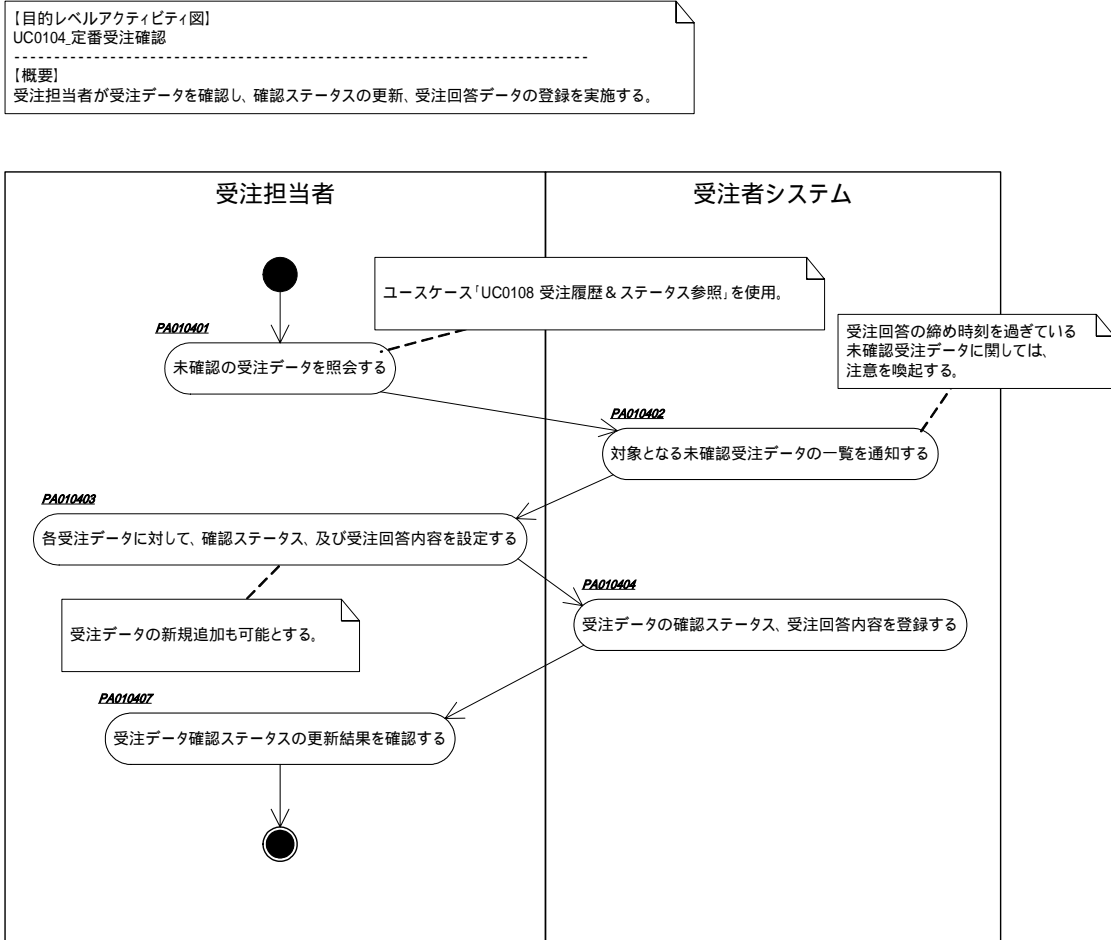 【目的レベルアクティビティ図】
UC0104_定番受注確認
------------------------------------------------------------------------
【概要】
受注担当者が受注データを確認し、確認ステータスの更新、受注回答データの登録を実施する。
受注担当者
受注者システム
ユースケース「UC0108 受注履歴＆ステータス参照」を使用。
受注回答の締め時刻を過ぎている
未確認受注データに関しては、
注意を喚起する。
PA010401
未確認の受注データを照会する
PA010402
対象となる未確認受注データの一覧を通知する
PA010403
各受注データに対して、確認ステータス、及び受注回答内容を設定する
PA010404
受注データの確認ステータス、受注回答内容を登録する
受注データの新規追加も可能とする。
PA010407
受注データ確認ステータスの更新結果を確認する